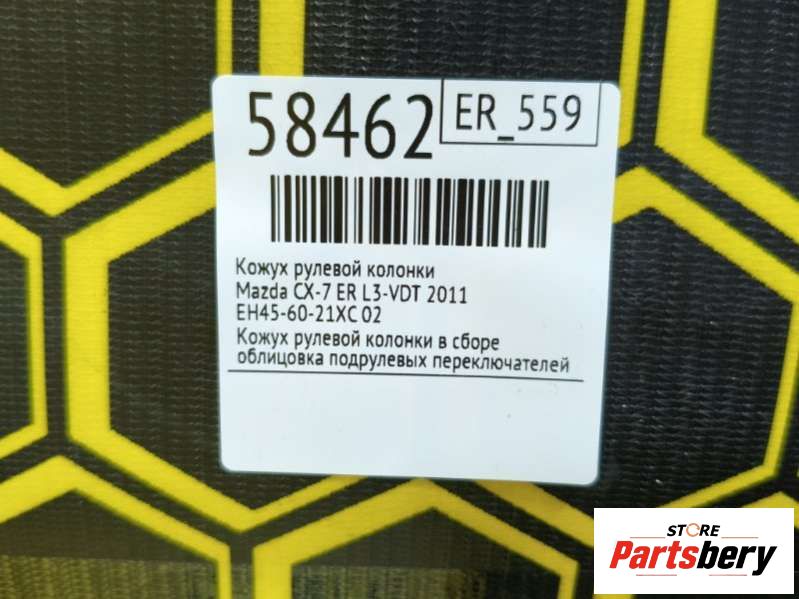 58462
ER_559
Кожух рулевой колонки
Mazda CX-7 ER L3-VDT 2011
EH45-60-21XC 02
Кожух рулевой колонки в сборе
облицовка подрулевых переключателей
STORE
Partsbery